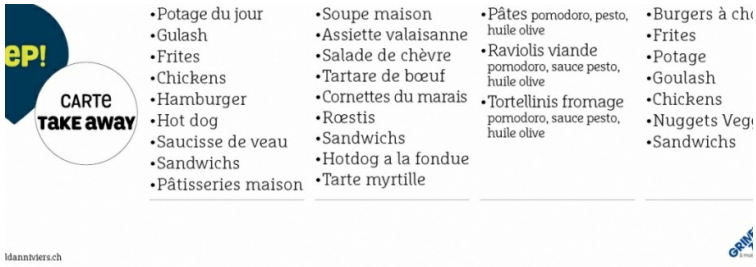 eP!
CARTE
TAKE AWAY
•Potage du jour
•Gulash
•Frites
•Chickens
•Hamburger
•Hot dog
•Saucisse de veau
•Sandwichs
•Pâtisseries maison
•Soupe maison
•Assiette valaisanne
•Salade de chèvre
•Tartare de bœuf
•Cornettes du marais
•Rœstis
•Sandwichs
•Hotdog a la fondue
•Tarte myrtille
•Pâtes pomodoro, pesto,
huile olive
•Raviolis viande
pomodoro, sauce pesto,
huile olive
•Tortellinis fromage
pomodoro, sauce pesto,
huile olive
•Burgers à cho
•Frites
•Potage
•Goulash
•Chickens
•Nuggets Vegg
•Sandwichs
ldanniviers.ch